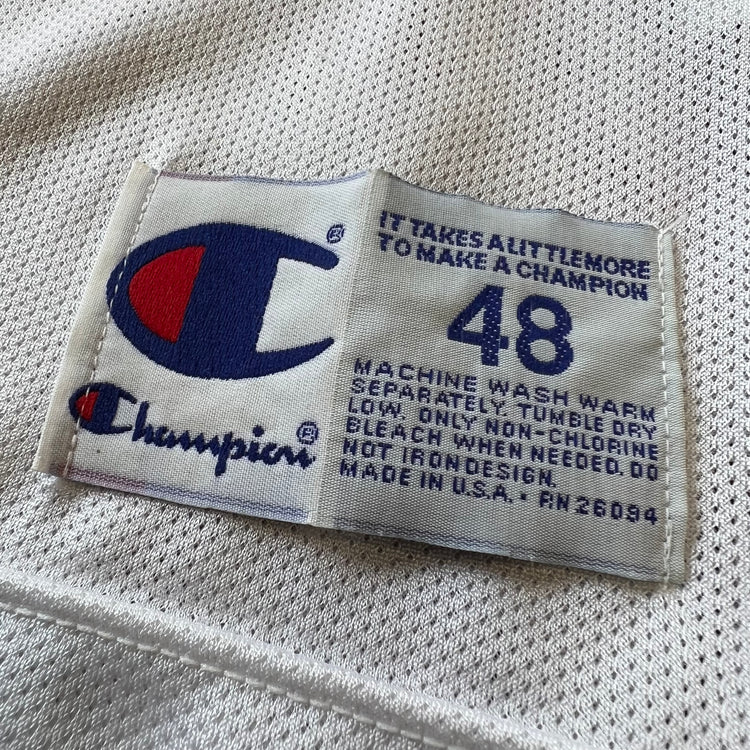 ®
Champion®
IT TAKES A LITTLE MORE
TO MAKE A CHAMPION
48
MACHINE WASH WARM
SEPARATELY. TUMBLE DRY
LOW. ONLY NON-CHLORINE
BLEACH WHEN NEEDED. DO
NOT IRON DESIGN.
MADE IN U.S.A. • RN 26094